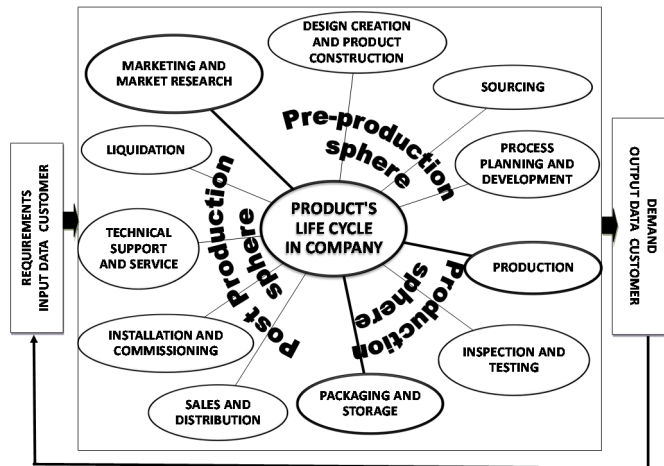 DESIGN CREATION
AND PRODUCT
CONSTRUCTION
MARKETING AND
MARKET RESEARCH
SOURCING
Pre-production
sphere
LIQUIDATION
PROCESS
PLANNING AND
DEVELOPMENT
REQUIREMENTS
INPUT DATA CUSTOMER
PRODUCT'S
LIFE CYCLE
IN COMPANY
DEMAND
OUTPUT DATA CUSTOMER
TECHNICAL
SUPPORT
AND SERVICE
Post Production
sphere
Production
sphere
PRODUCTION
INSTALLATION AND
COMMISSIONING
INSPECTION AND
TESTING
SALES AND
DISTRIBUTION
PACKAGING AND
STORAGE